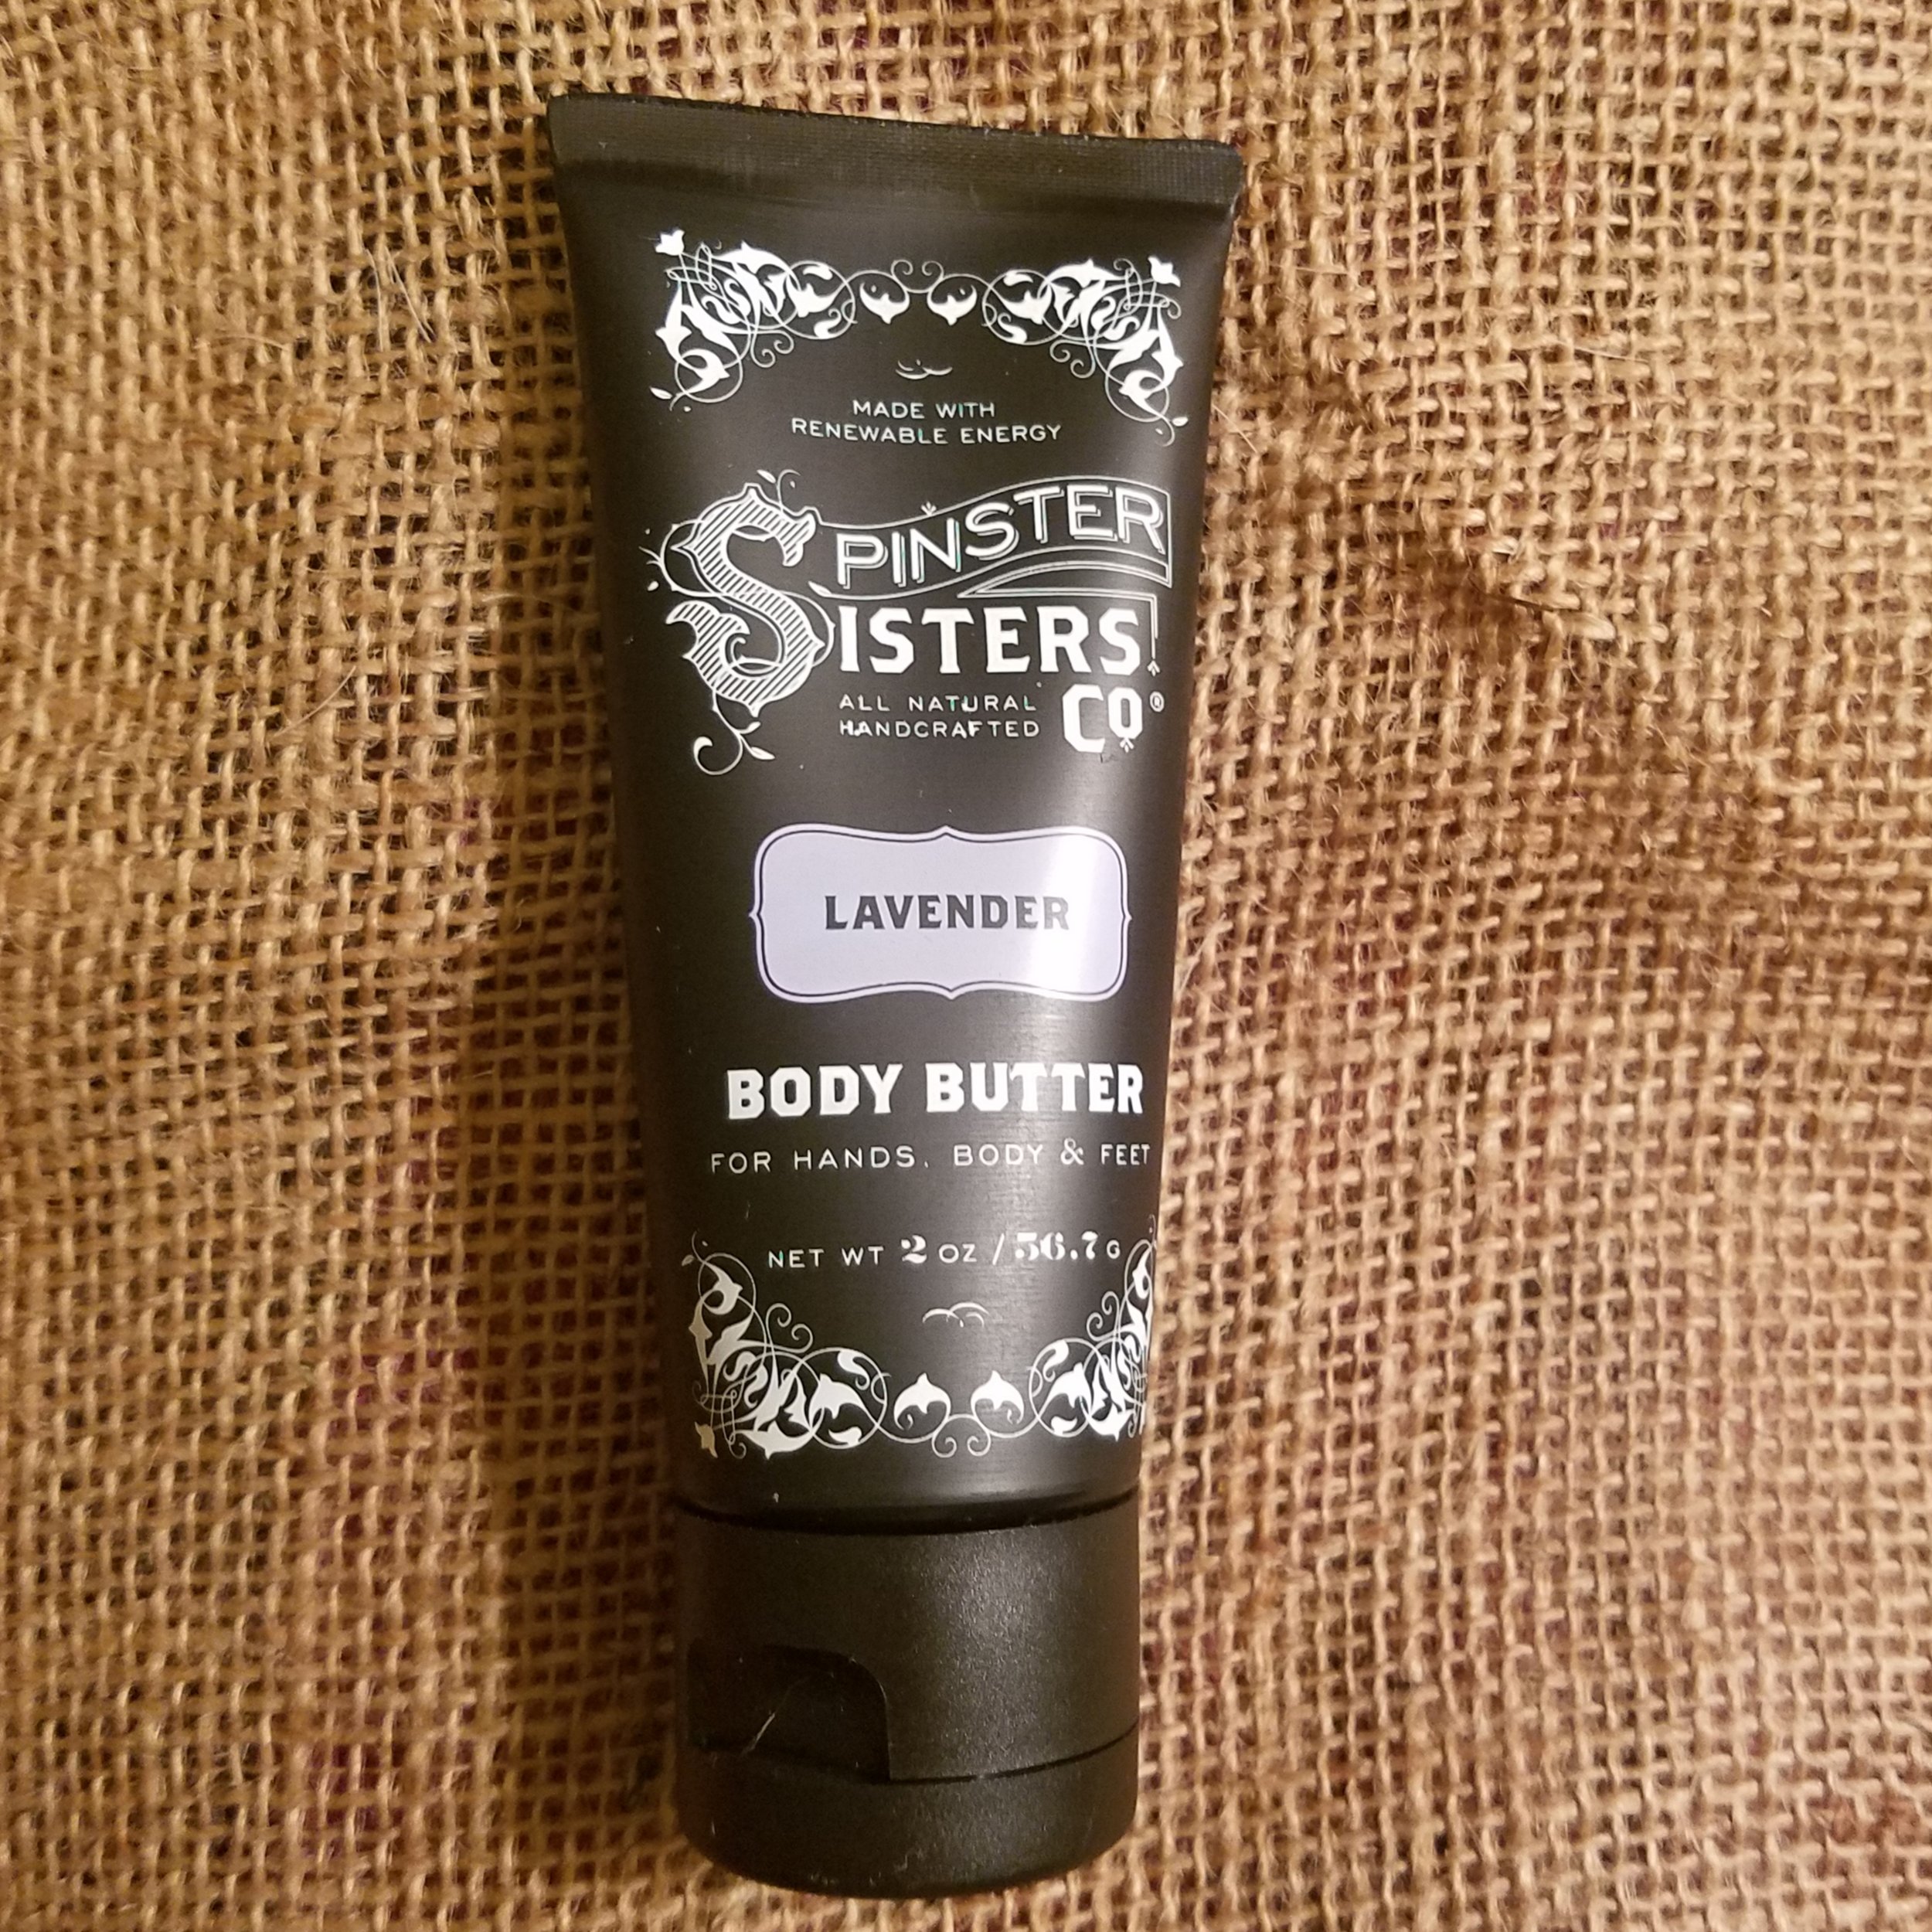 MADE WITH
RENEWABLE ENERGY
SPINSTER
SISTERS
ALL NATURAL
HANDCRAFTED
CO®
LAVENDER
BODY BUTTER
FOR HANDS, BODY & FEET
NET WT 2 OZ / 56.7 G